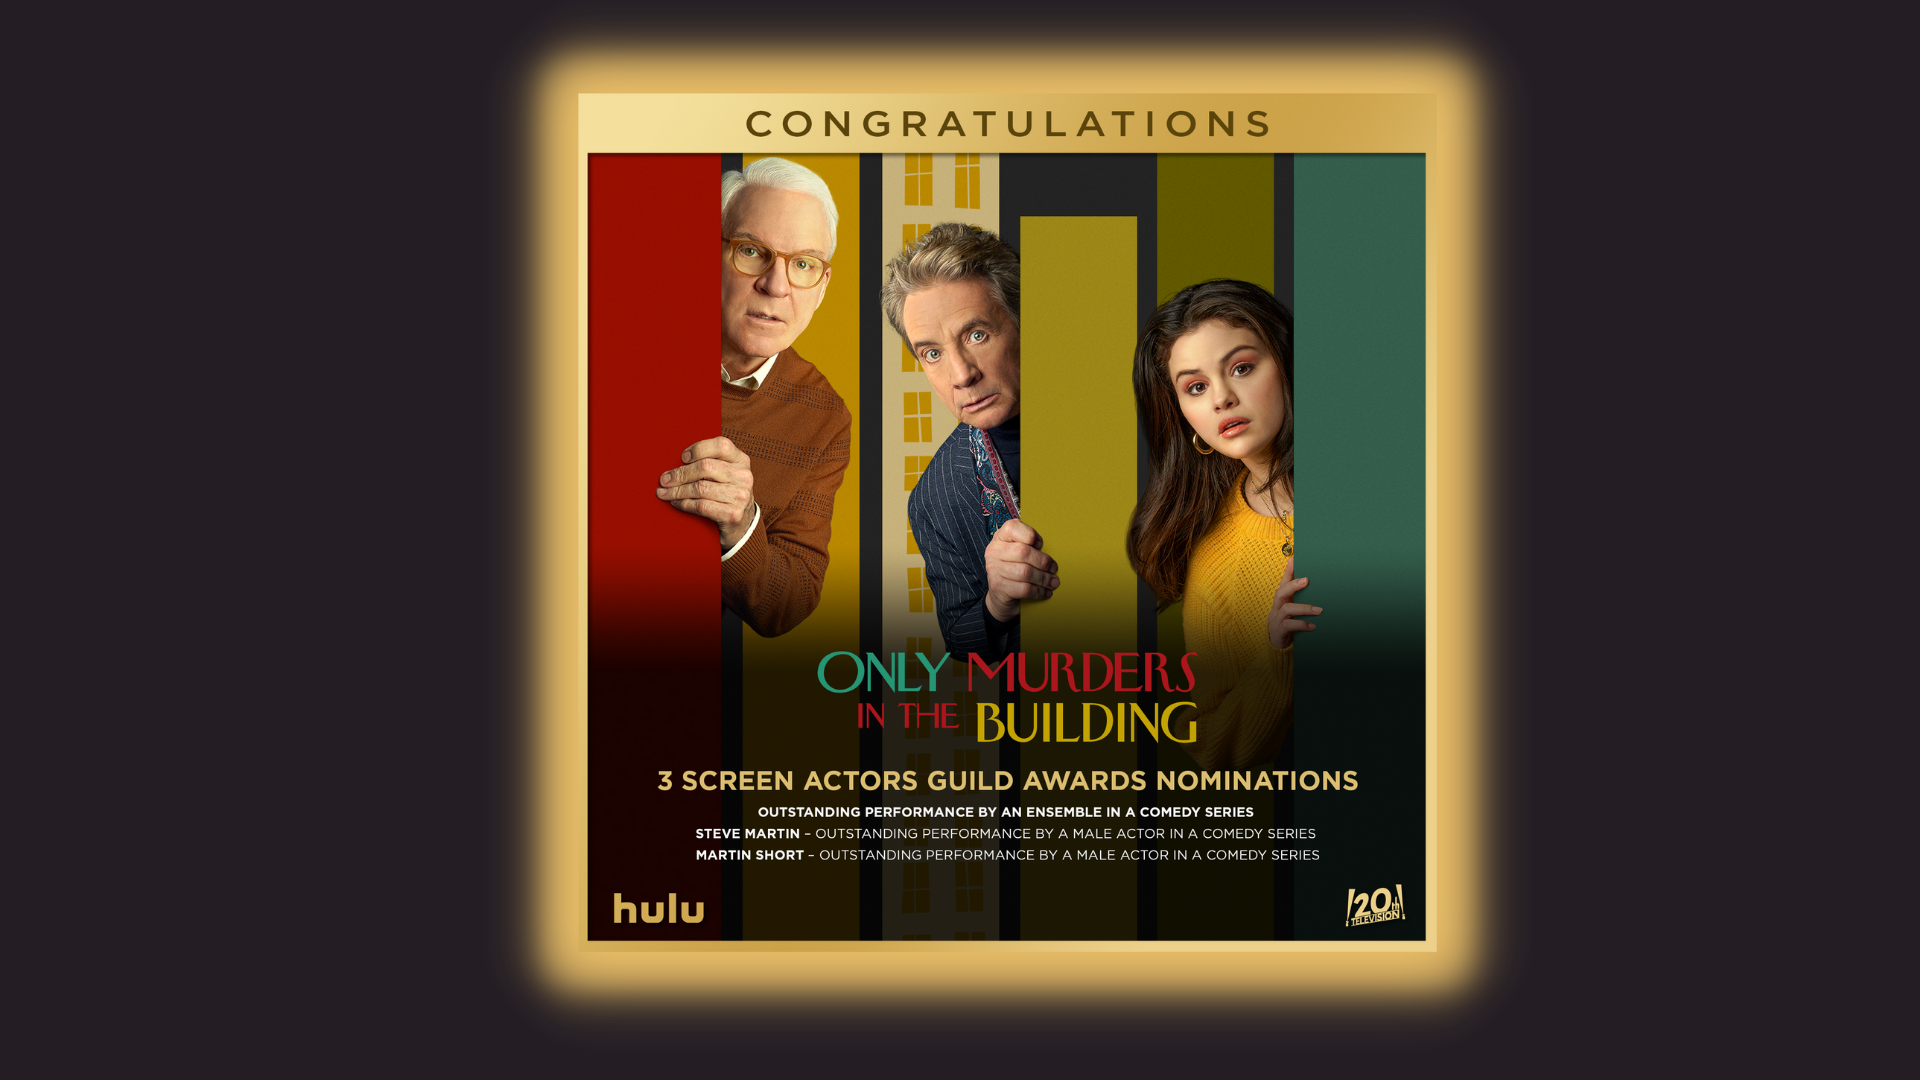 CONGRATULATIONS
ONLY MURDERS
IN THE BUILDING
3 SCREEN ACTORS GUILD AWARDS NOMINATIONS
OUTSTANDING PERFORMANCE BY AN ENSEMBLE IN A COMEDY SERIES
STEVE MARTIN – OUTSTANDING PERFORMANCE BY A MALE ACTOR IN A COMEDY SERIES
MARTIN SHORT – OUTSTANDING PERFORMANCE BY A MALE ACTOR IN A COMEDY SERIES
hulu
20th
TELEVISION